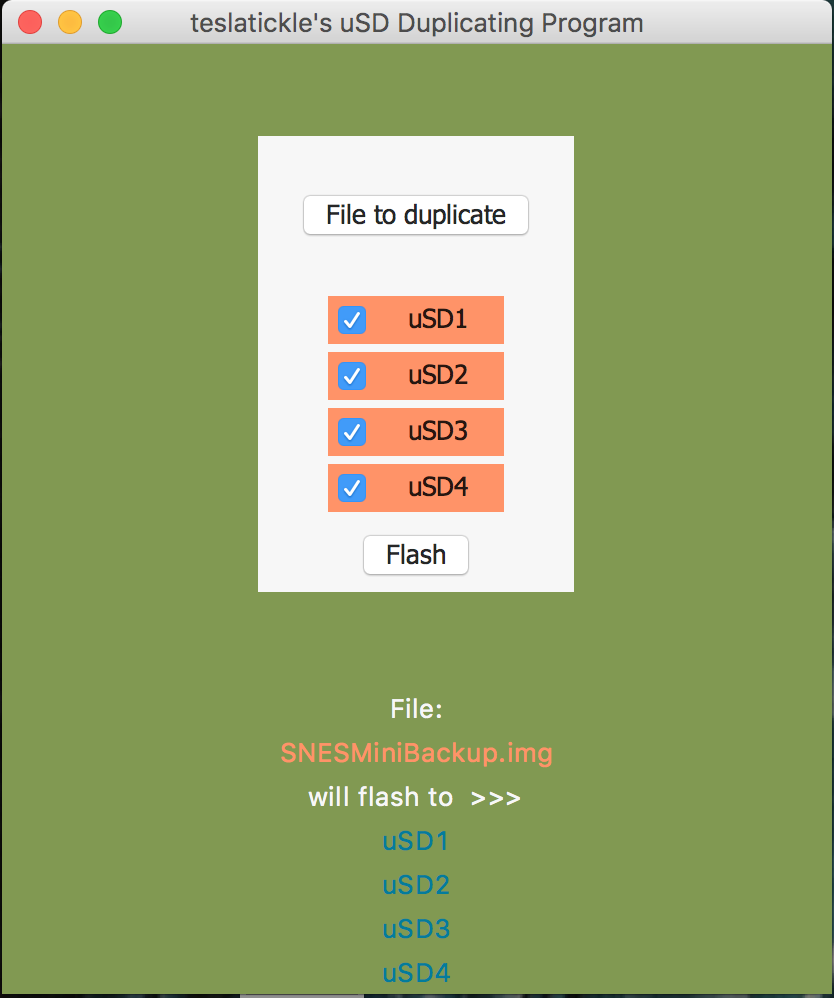 teslatickle's uSD Duplicating Program
File to duplicate
uSD1
uSD2
uSD3
uSD4
Flash
File:
SNESMiniBackup.img
will flash to >>>
uSD1
uSD2
uSD3
uSD4